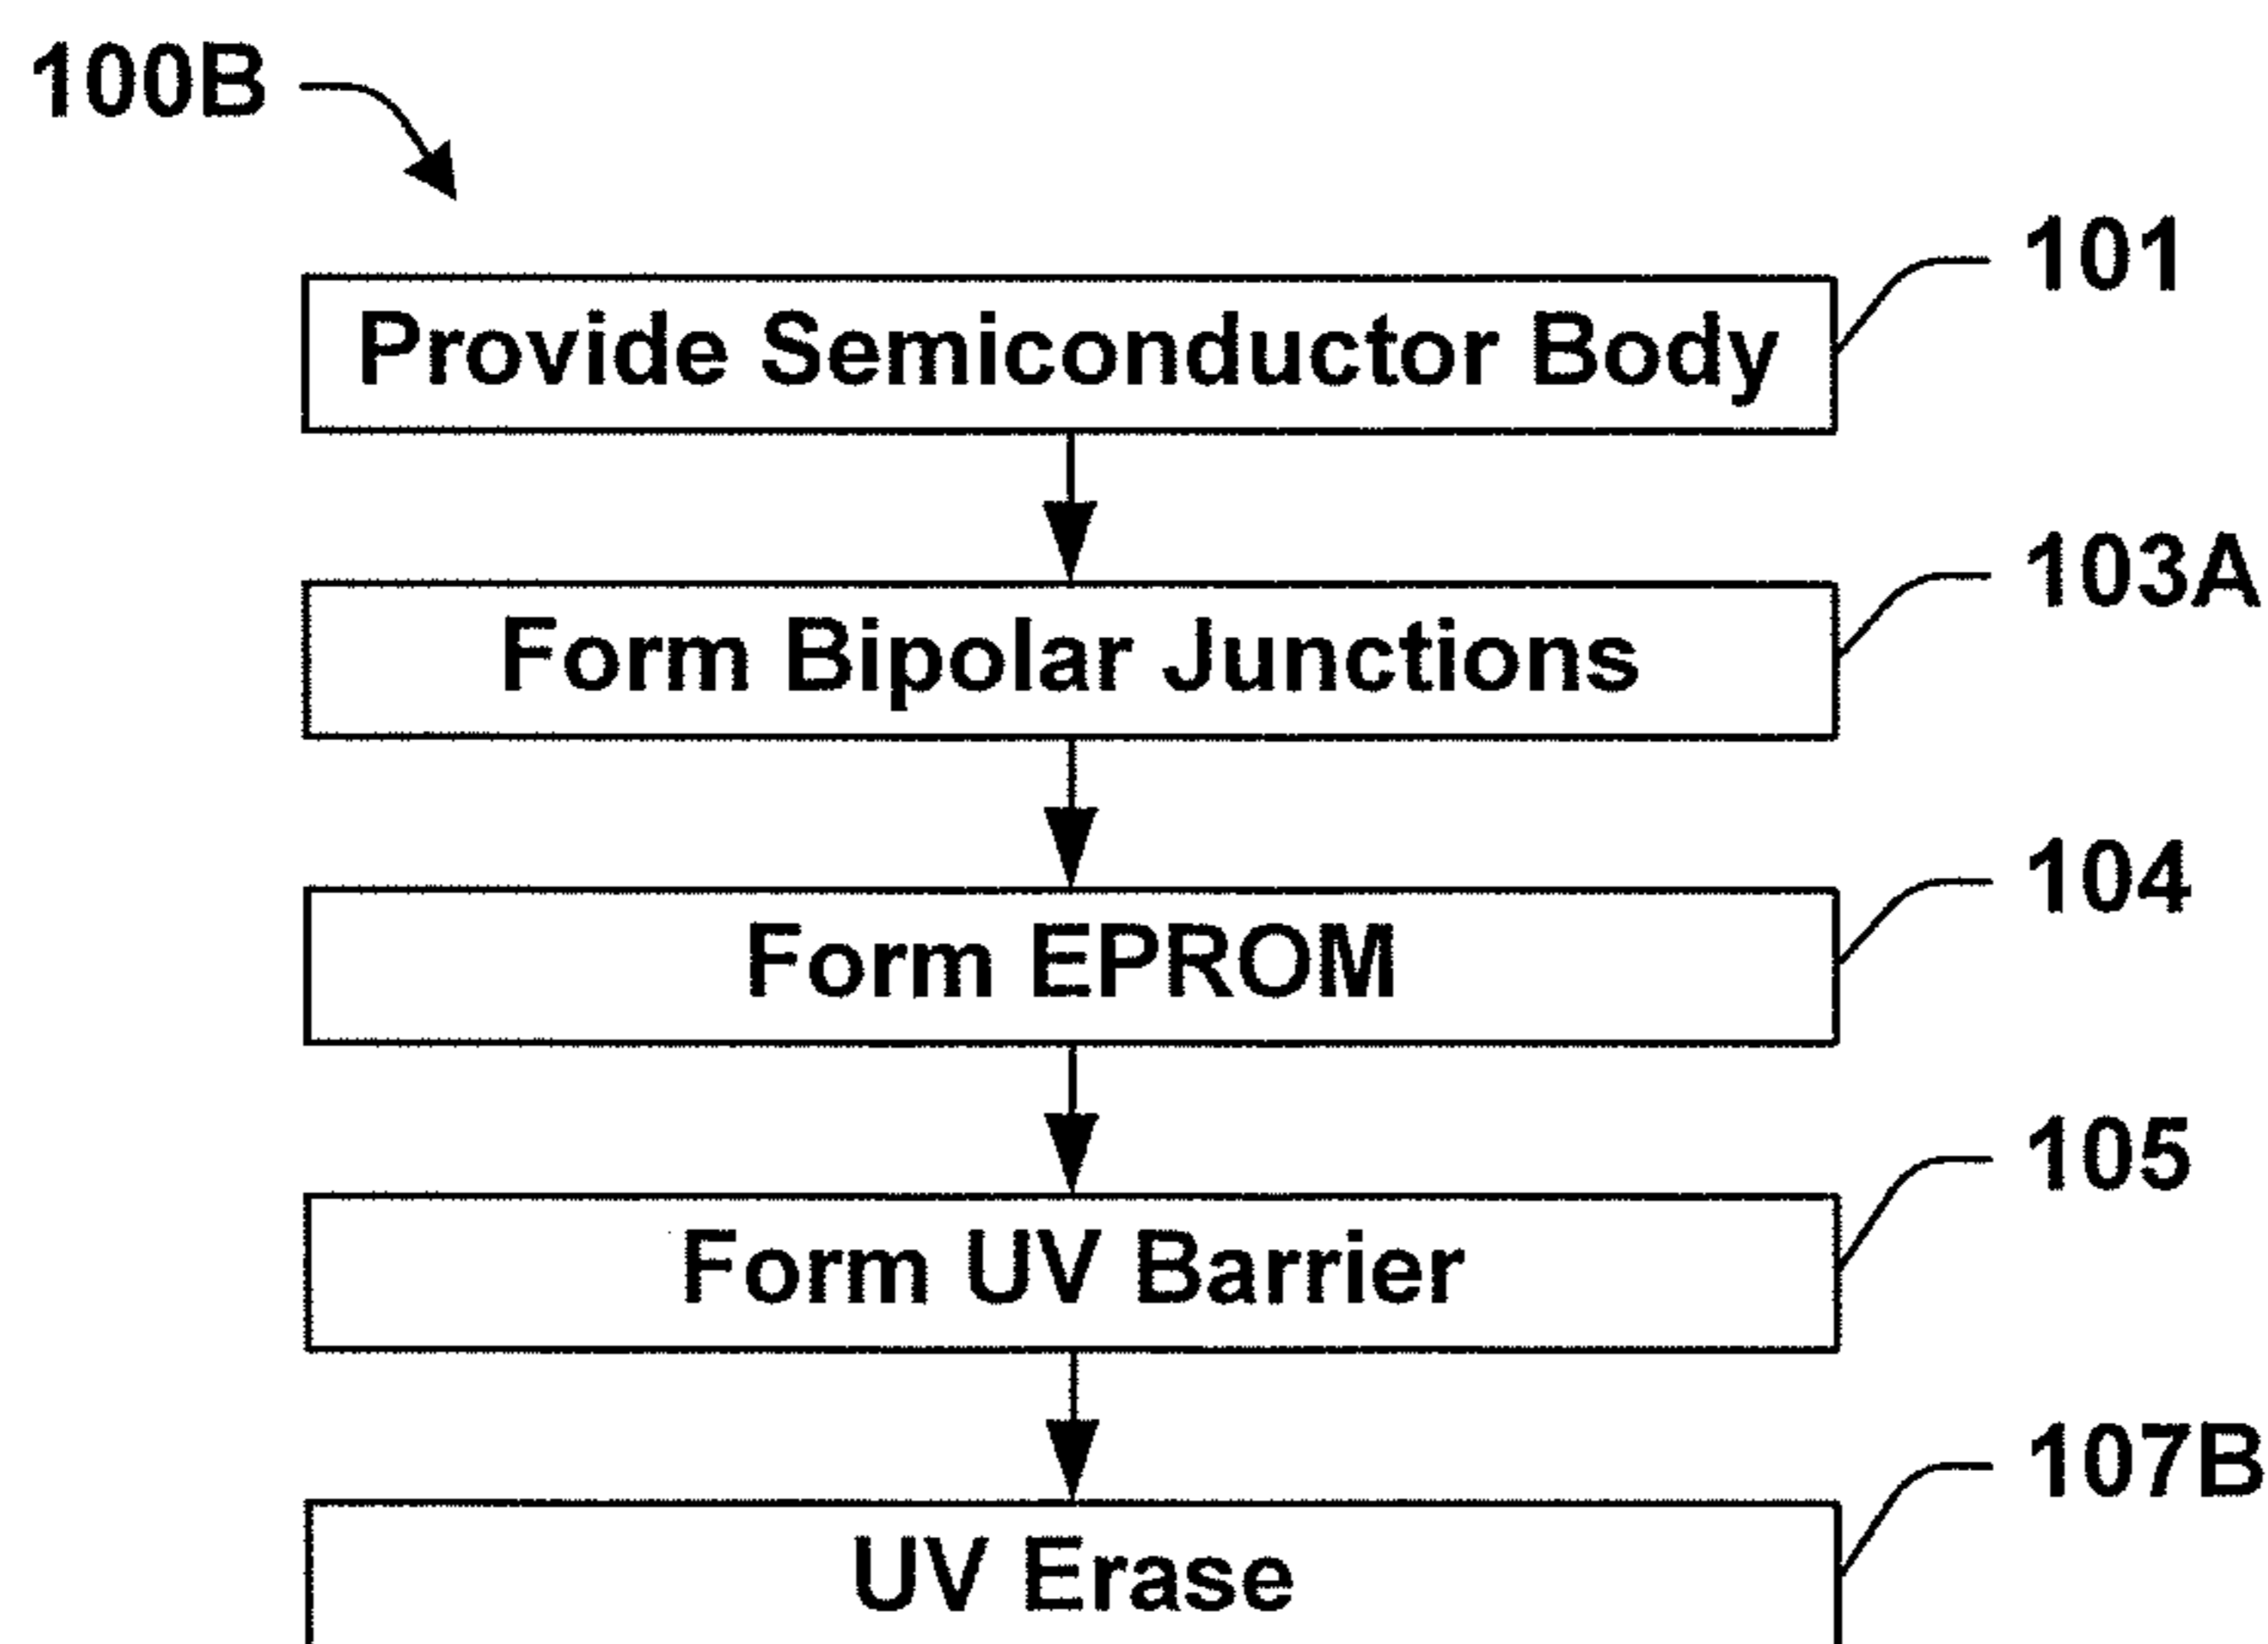 100B
101
Provide Semiconductor Body
103A
Form Bipolar Junctions
104
Form EPROM
105
Form UV Barrier
107B
UV Erase